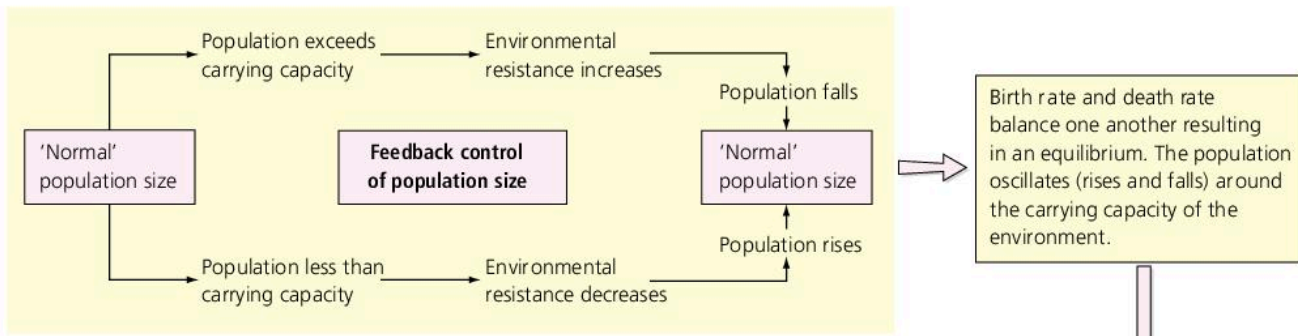 Population exceeds
carrying capacity
Environmental
resistance increases
Population falls
'Normal'
population size
Feedback control
of population size
'Normal'
population size
Population less than
carrying capacity
Environmental
resistance decreases
Population rises
Birth rate and death rate
balance one another resulting
in an equilibrium. The population
oscillates (rises and falls) around
the carrying capacity of the
environment.